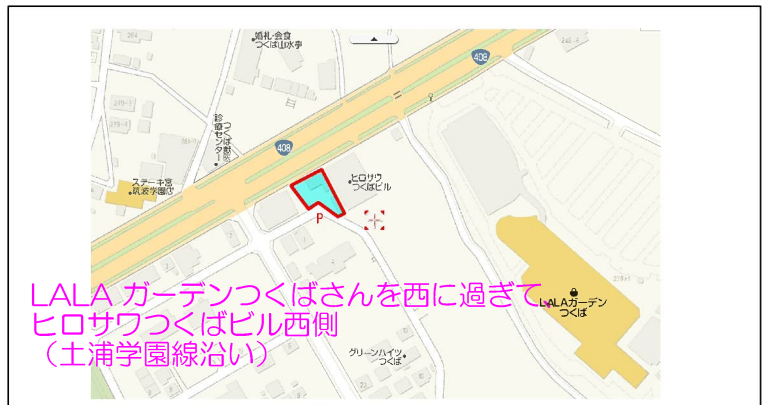 婚礼・会食
つくば山水亭
408
408
つくば獣医
診療センター
ステーキ宮
筑波学園店
ヒロサワ
つくばビル
P
LALA ガーデンつくばさんを西に過ぎて、
ヒロサワつくばビル西側
（土浦学園線沿い）
LALAガーデン
つくば
グリーンハイツ
つくば